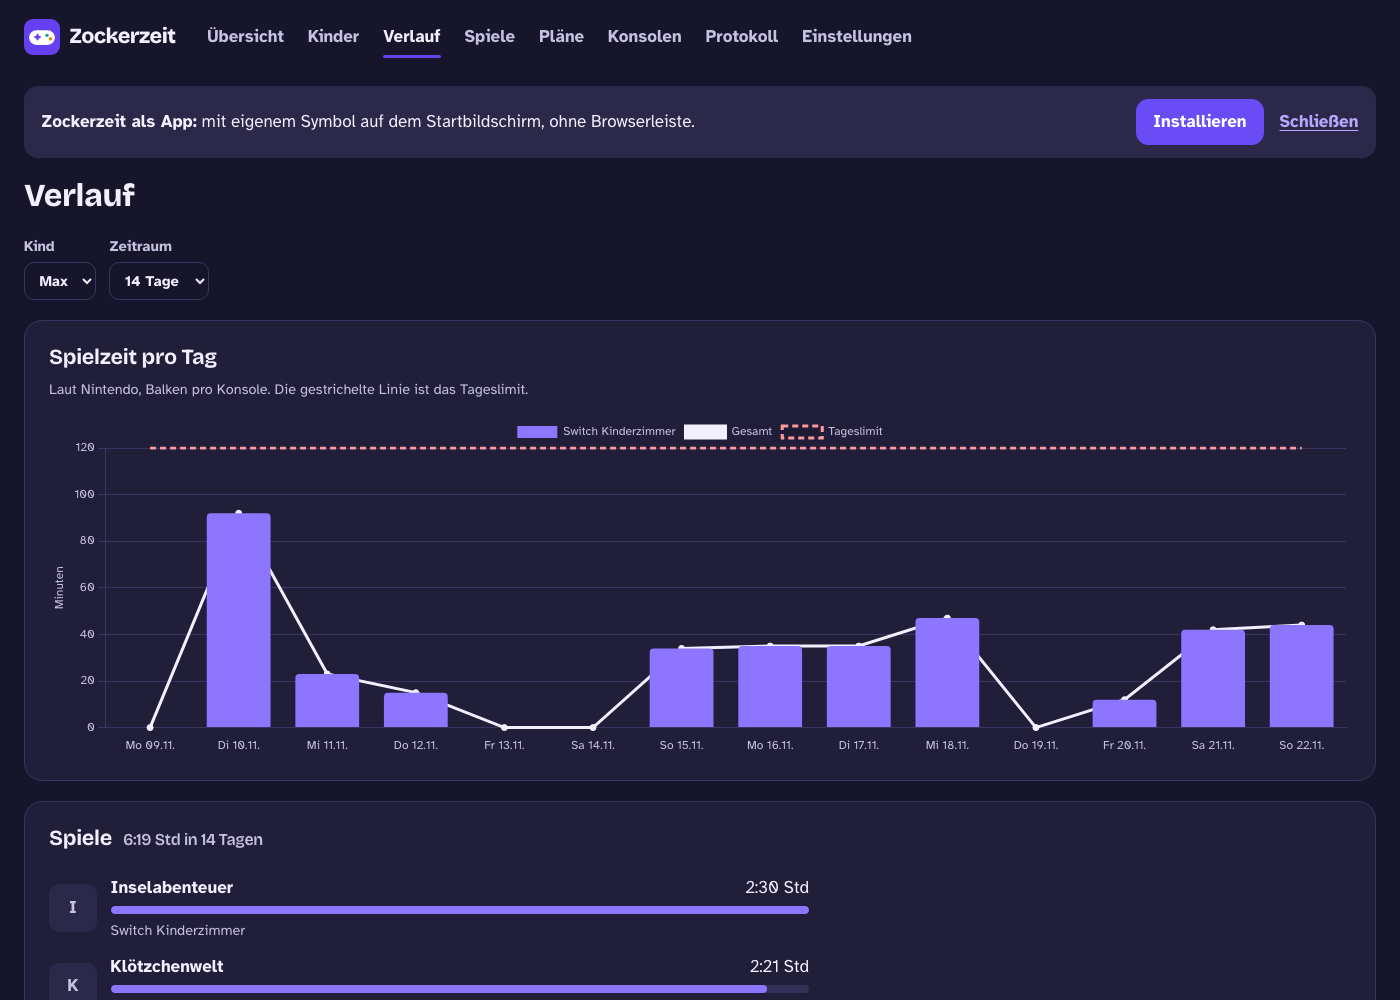 Zockerzeit Übersicht Kinder Verlauf Spiele Pläne Konsolen Protokoll Einstellungen
Zockerzeit als App: mit eigenem Symbol auf dem Startbildschirm, ohne Browserleiste. Installieren Schließen
Verlauf
Kind Zeitraum
Max 14 Tage
Spielzeit pro Tag
Laut Nintendo, Balken pro Konsole. Die gestrichelte Linie ist das Tageslimit.
Switch Kinderzimmer Gesamt Tageslimit
120
100
80
60
40
20
0
Minuten
Mo 09.11. Di 10.11. Mi 11.11. Do 12.11. Fr 13.11. Sa 14.11. So 15.11. Mo 16.11. Di 17.11. Mi 18.11. Do 19.11. Fr 20.11. Sa 21.11. So 22.11.
Spiele 6:19 Std in 14 Tagen
I Inselabenteuer 2:30 Std
Switch Kinderzimmer
K Klötzchenwelt 2:21 Std